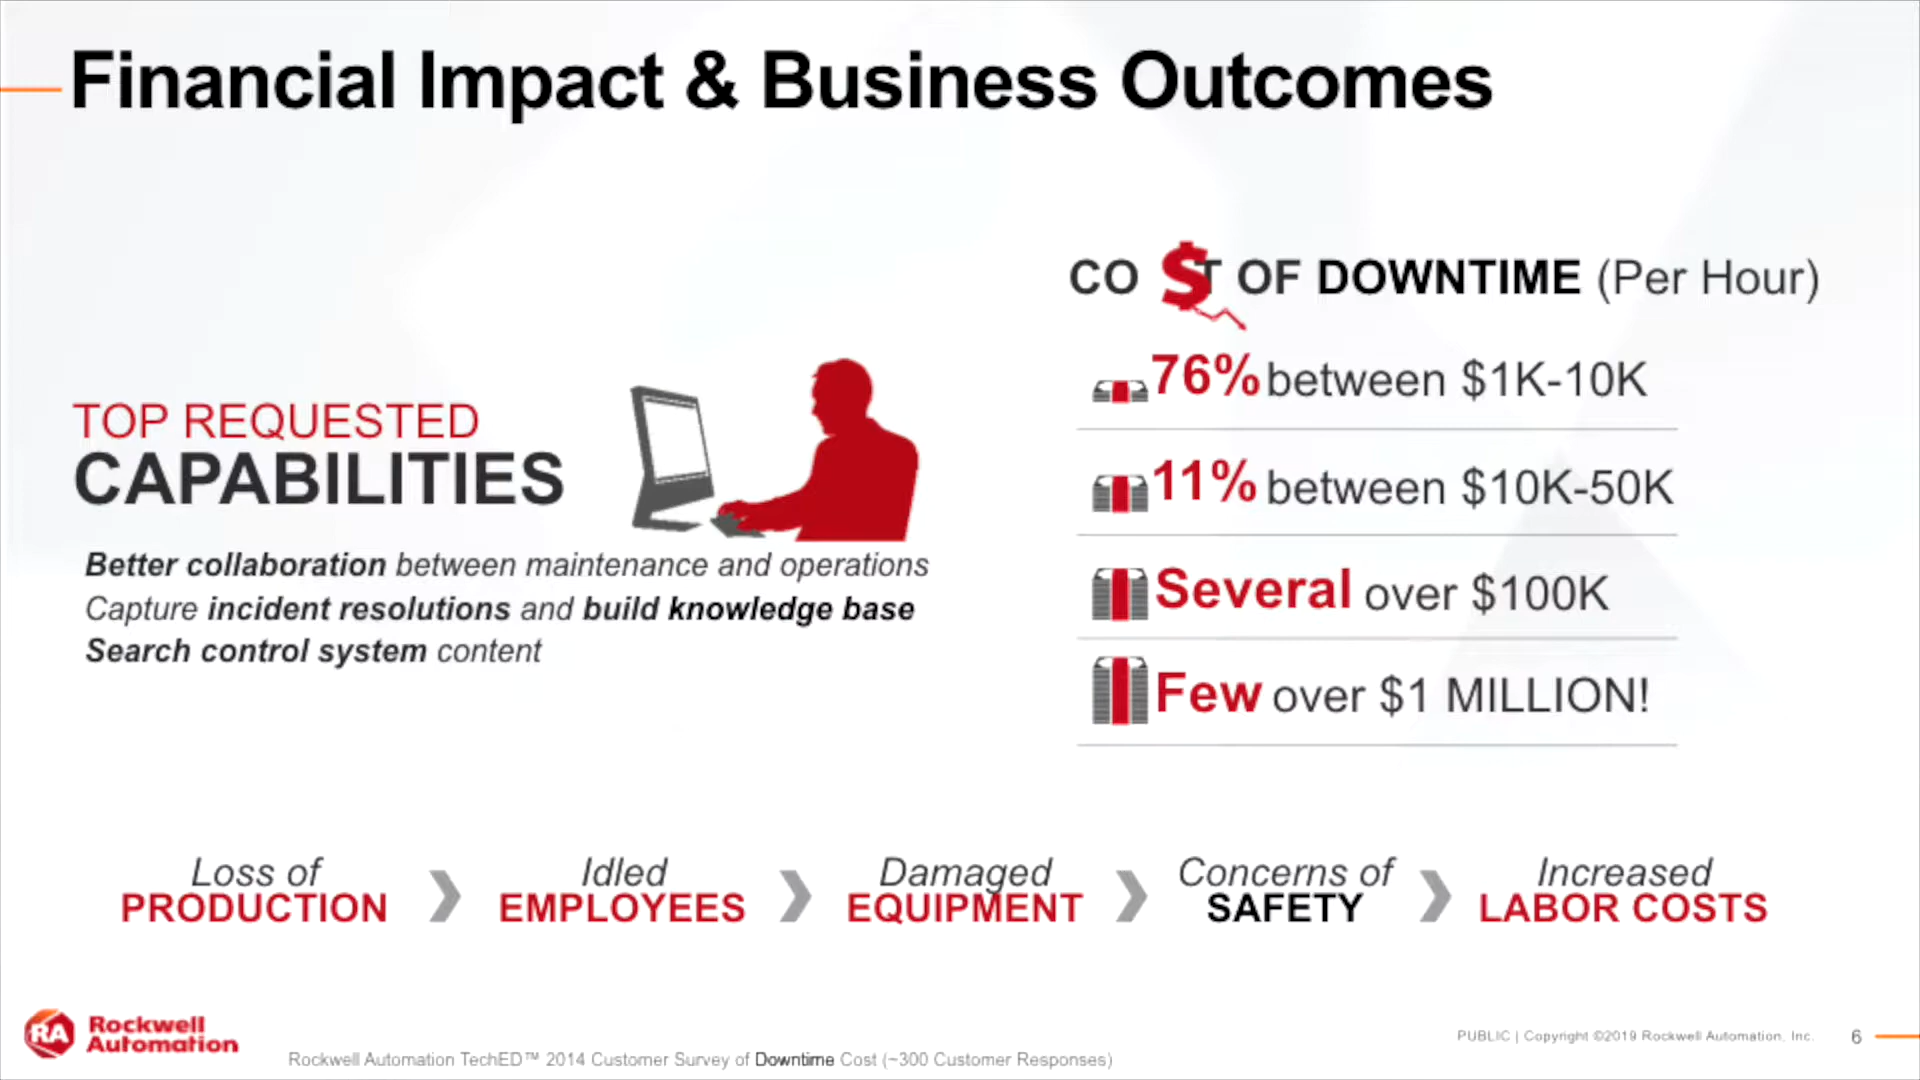 Financial Impact & Business Outcomes
CO$T OF DOWNTIME (Per Hour)
76% between $1K-10K
11% between $10K-50K
Several over $100K
Few over $1 MILLION!
TOP REQUESTED
CAPABILITIES
Better collaboration between maintenance and operations
Capture incident resolutions and build knowledge base
Search control system content
Loss of
PRODUCTION
Idled
EMPLOYEES
Damaged
EQUIPMENT
Concerns of
SAFETY
Increased
LABOR COSTS
RA
Rockwell
Automation
Rockwell Automation TechED™ 2014 Customer Survey of Downtime Cost (~300 Customer Responses)
PUBLIC | Copyright ©2019 Rockwell Automation, Inc.
6